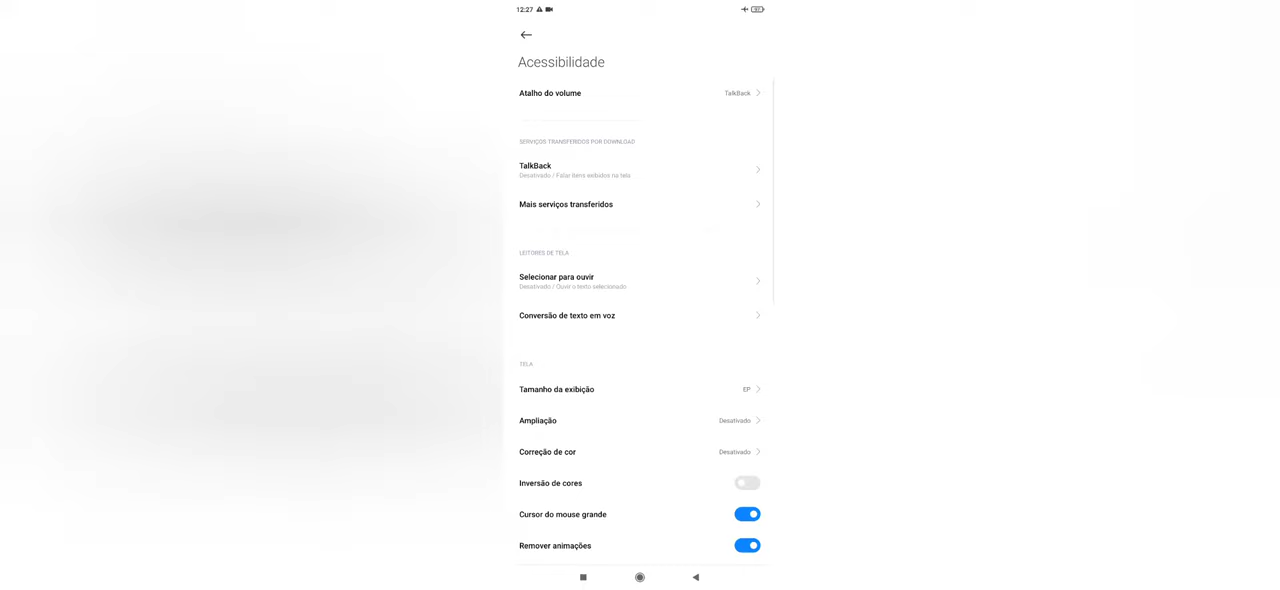 12:27
Acessibilidade
Atalho do volume TalkBack
SERVIÇOS TRANSFERIDOS POR DOWNLOAD
TalkBack
Desativado / Falar itens exibidos na tela
Mais serviços transferidos
LEITORES DE TELA
Selecionar para ouvir
Desativado / Ouvir o texto selecionado
Conversão de texto em voz
TELA
Tamanho da exibição EP
Ampliação Desativado
Correção de cor Desativado
Inversão de cores
Cursor do mouse grande
Remover animações